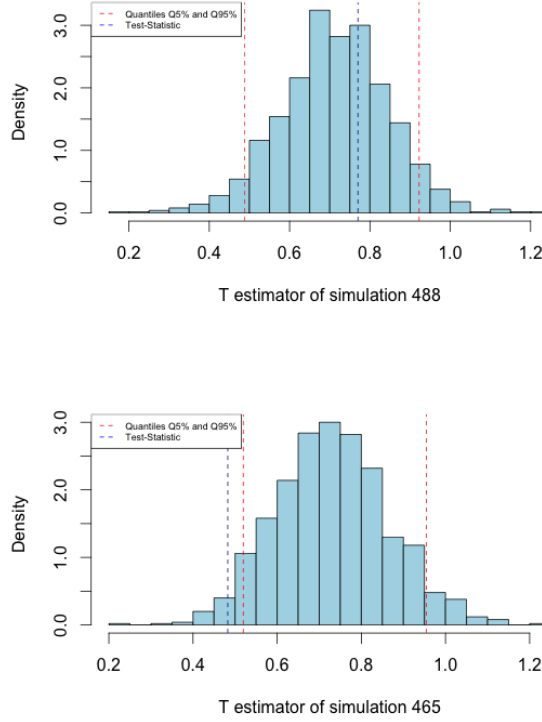 Quantiles Q5% and Q95%
Test-Statistic
3.0
2.0
1.0
0.0
Density
0.2 0.4 0.6 0.8 1.0 1.2
T estimator of simulation 488
Quantiles Q5% and Q95%
Test-Statistic
3.0
2.0
1.0
0.0
Density
0.2 0.4 0.6 0.8 1.0 1.2
T estimator of simulation 465